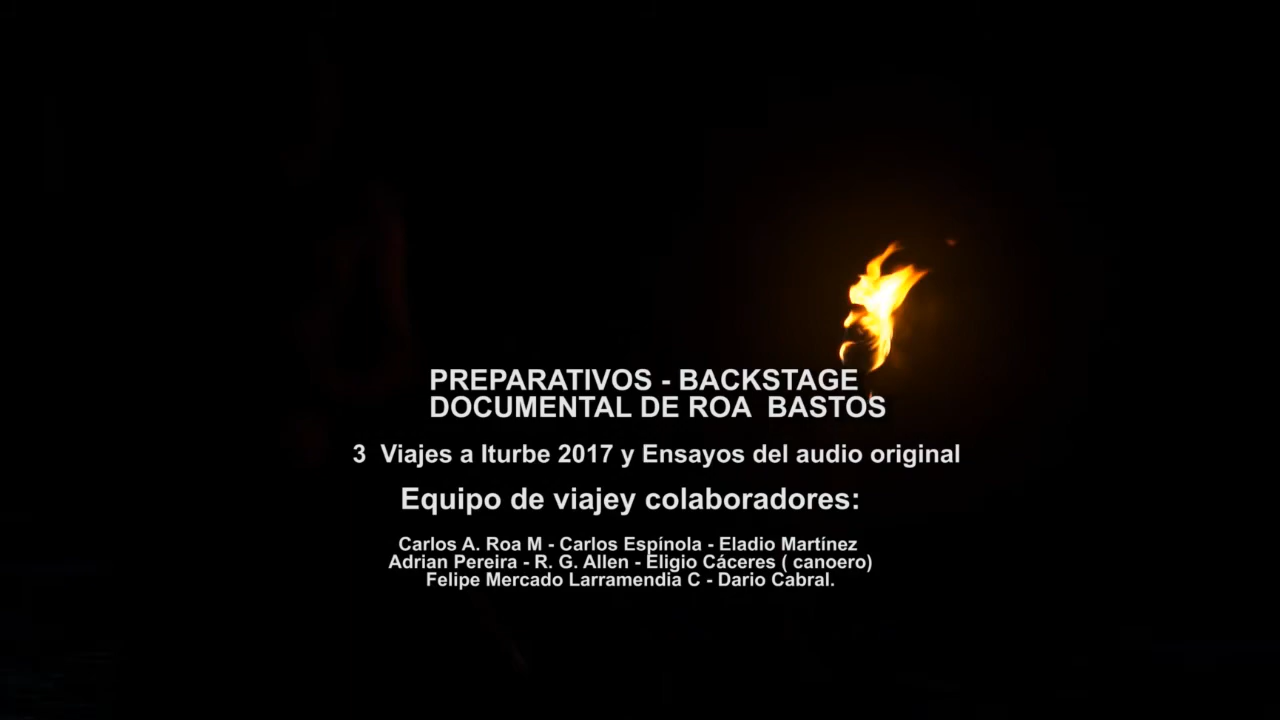 PREPARATIVOS - BACKSTAGE
DOCUMENTAL DE ROA BASTOS
3 Viajes a Iturbe 2017 y Ensayos del audio original
Equipo de viajey colaboradores:
Carlos A. Roa M - Carlos Espínola - Eladio Martínez
Adrian Pereira - R. G. Allen - Eligio Cáceres ( canoero)
Felipe Mercado Larramendia C - Dario Cabral.